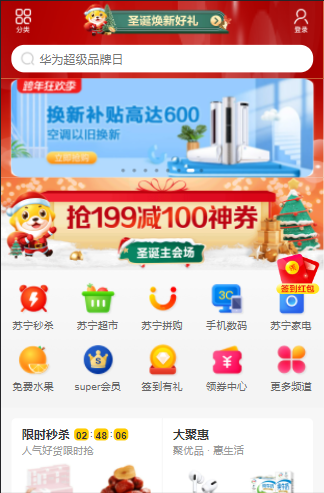 圣诞焕新好礼
分类
登录
华为超级品牌日
跨年狂欢季
换新补贴高达600
空调以旧换新
立即抢购
抢199减100神券
圣诞主会场
签到红包
苏宁秒杀
苏宁超市
苏宁拼购
手机数码
苏宁家电
3C
免费水果
super会员
签到有礼
领券中心
更多频道
限时秒杀 02:48:06
大聚惠
人气好货限时抢
聚优品 · 惠生活